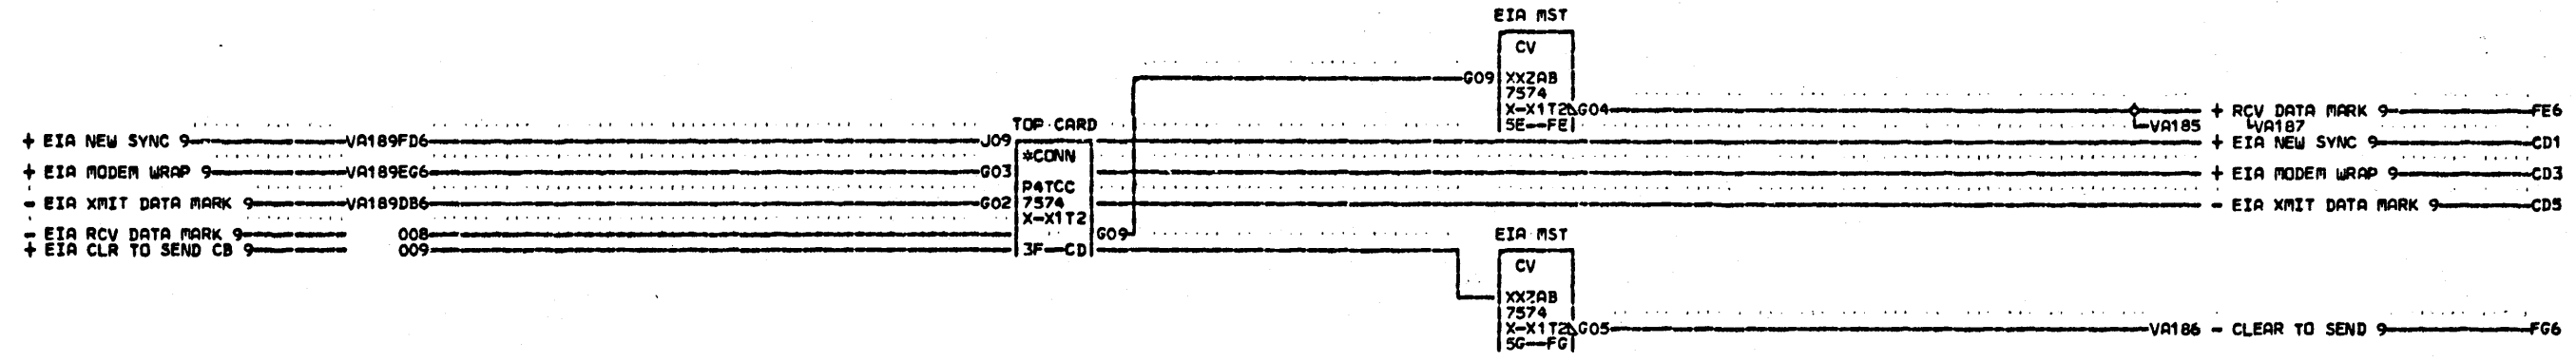 EIA MST
CV
G09 XXZAB
7574
X-X1T2 G04 + RCV DATA MARK 9 FE6
TOP CARD 5E—FE VA185 VA187
+ EIA NEW SYNC 9 VA189FD6 J09 + EIA NEW SYNC 9 CD1
*CONN
+ EIA MODEM WRAP 9 VA189EG6 G03 + EIA MODEM WRAP 9 CD3
P4TCC
- EIA XMIT DATA MARK 9 VA189DB6 G02 7574 - EIA XMIT DATA MARK 9 CD5
X-X1T2
- EIA RCV DATA MARK 9 008 G09 EIA MST
+ EIA CLR TO SEND CB 9 009 3F—CD
CV
XXZAB
7574
X-X1T2 G05 VA186 - CLEAR TO SEND 9 FG6
5G—FG